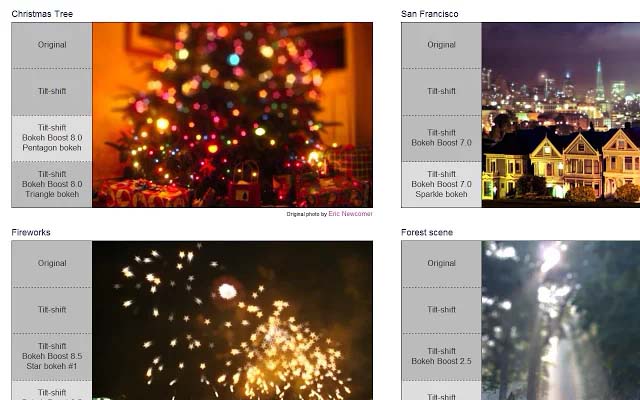 Christmas Tree
Original
Tilt-shift
Tilt-shift
Bokeh Boost 8.0
Pentagon bokeh
Tilt-shift
Bokeh Boost 8.0
Triangle bokeh
Original photo by Eric Newcomer
San Francisco
Original
Tilt-shift
Tilt-shift
Bokeh Boost 7.0
Tilt-shift
Bokeh Boost 7.0
Sparkle bokeh
Fireworks
Original
Tilt-shift
Tilt-shift
Bokeh Boost 8.5
Star bokeh #1
Tilt-shift
Forest scene
Original
Tilt-shift
Tilt-shift
Bokeh Boost 2.5
Tilt-shift